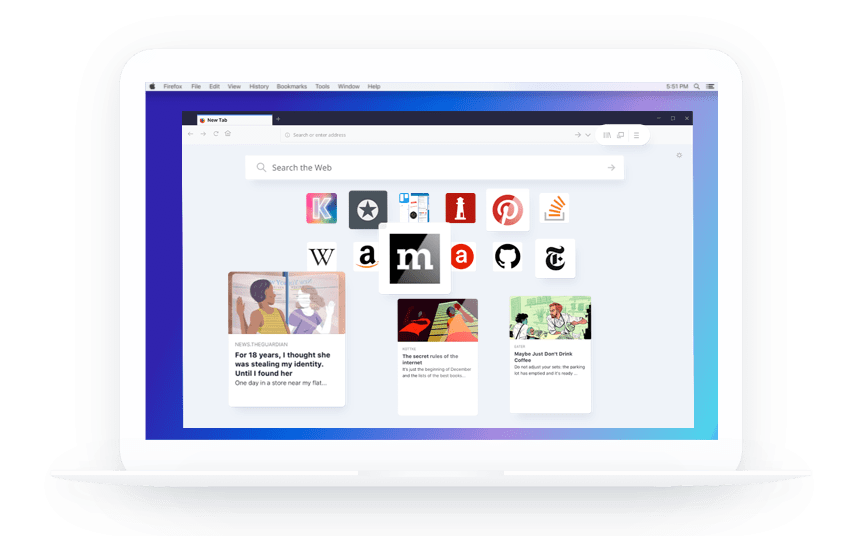 Firefox File Edit View History Bookmarks Tools Window Help 5:51 PM
New Tab
Search or enter address
Search the Web
K
W a m a T
NEWS.THEGUARDIAN
For 18 years, I thought she
was stealing my identity.
Until I found her
One day in a store near my flat...
The secret rules of the
internet
It's just the beginning of December
and the lists of the best books...
EATER
Maybe Just Don't Drink
Coffee
Do not adjust your sets: the parking
lot has emptied and it's ready ...